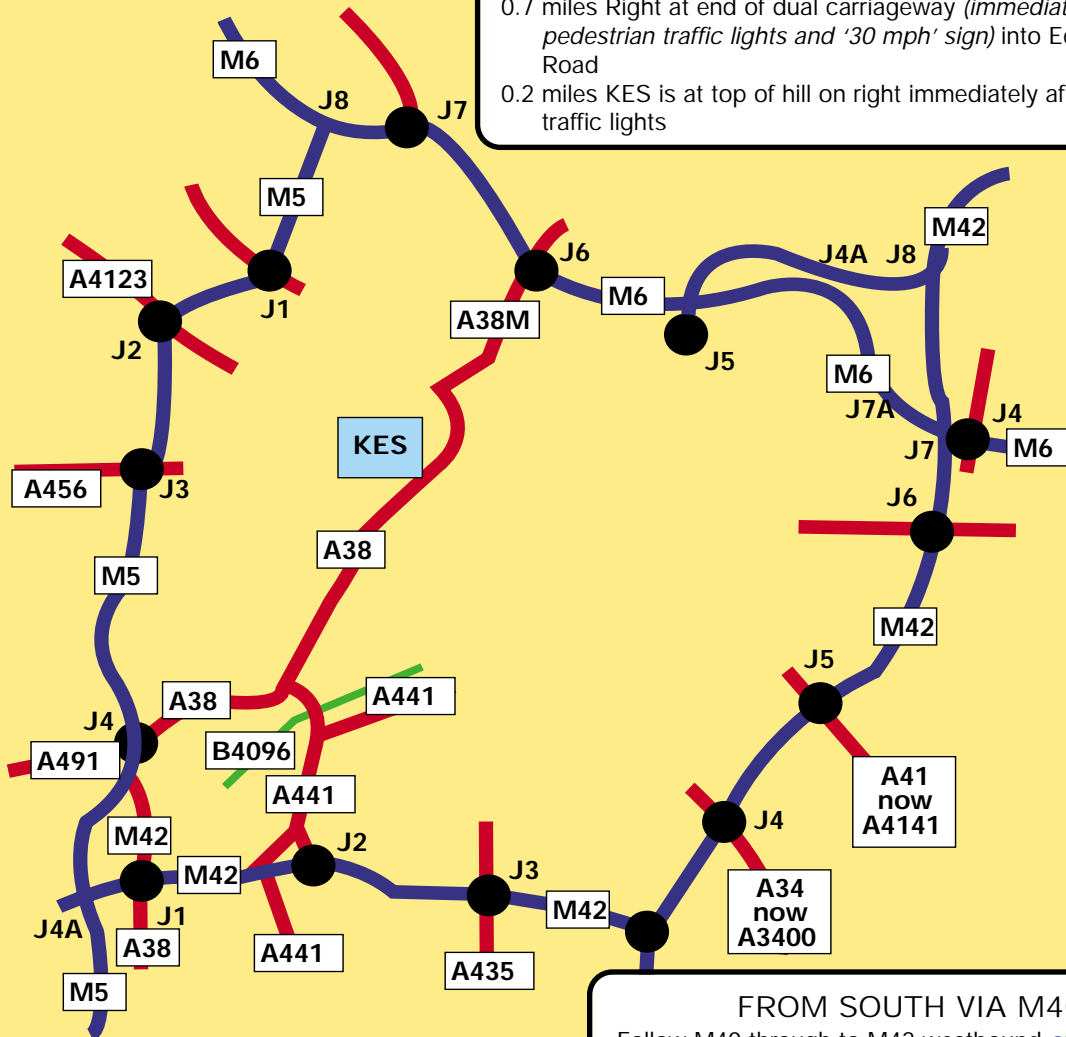 0.7 miles Right at end of dual carriageway
pedestrian traffic lights and ‘30 mph’ sign) into
Road
0.2 miles KES is at top of hill on right immediately
traffic lights
M6
J8
J7
M5
M42
J4A J8
J6
A4123
M6
A38M
J1
J2
J5
M6
J7A
J4
J7
M6
KES
A456
J3
J6
A38
M5
M42
J5
A38
A441
J4
B4096
A491
A441
A41
now
A4141
J4
M42
J2
M42
J3
A34
now
A3400
M42
J1
J4A
A38
A441
A435
M5
FROM SOUTH VIA